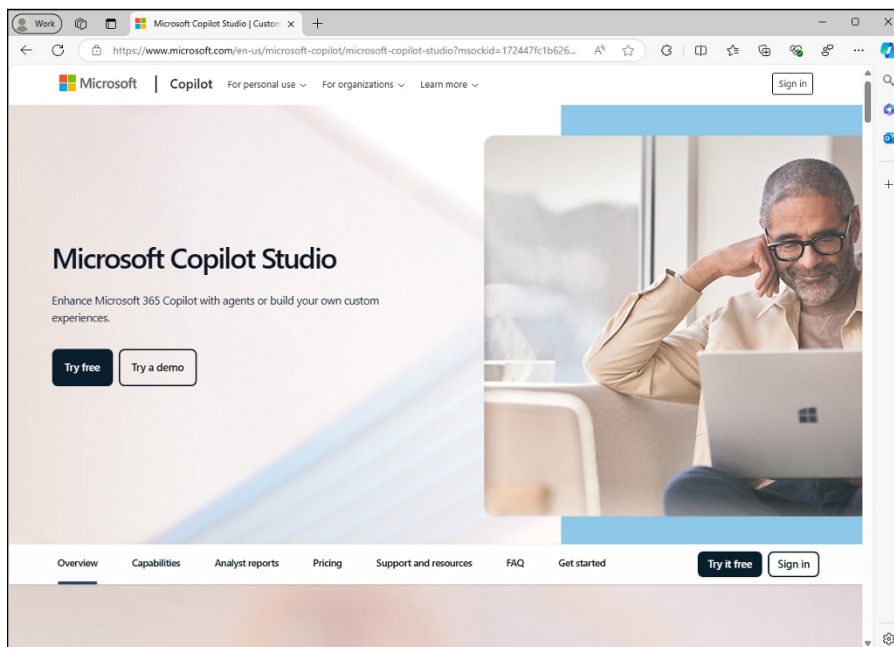 Work
Microsoft Copilot Studio | Custom
https://www.microsoft.com/en-us/microsoft-copilot/microsoft-copilot-studio?msockid=172447fc1b626...
Microsoft | Copilot For personal use For organizations Learn more Sign in
Microsoft Copilot Studio
Enhance Microsoft 365 Copilot with agents or build your own custom
experiences.
Try free Try a demo
Overview Capabilities Analyst reports Pricing Support and resources FAQ Get started Try it free Sign in